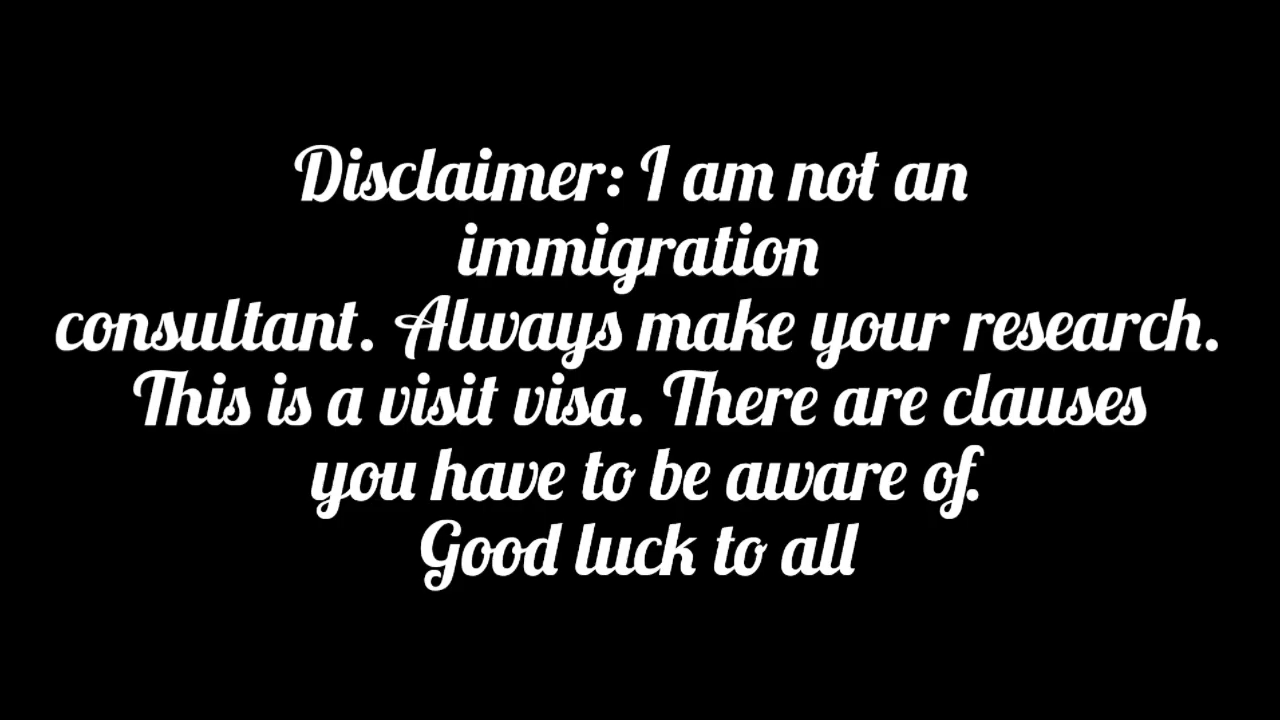 Disclaimer: I am not an
immigration
consultant. Always make your research.
This is a visit visa. There are clauses
you have to be aware of.
Good luck to all